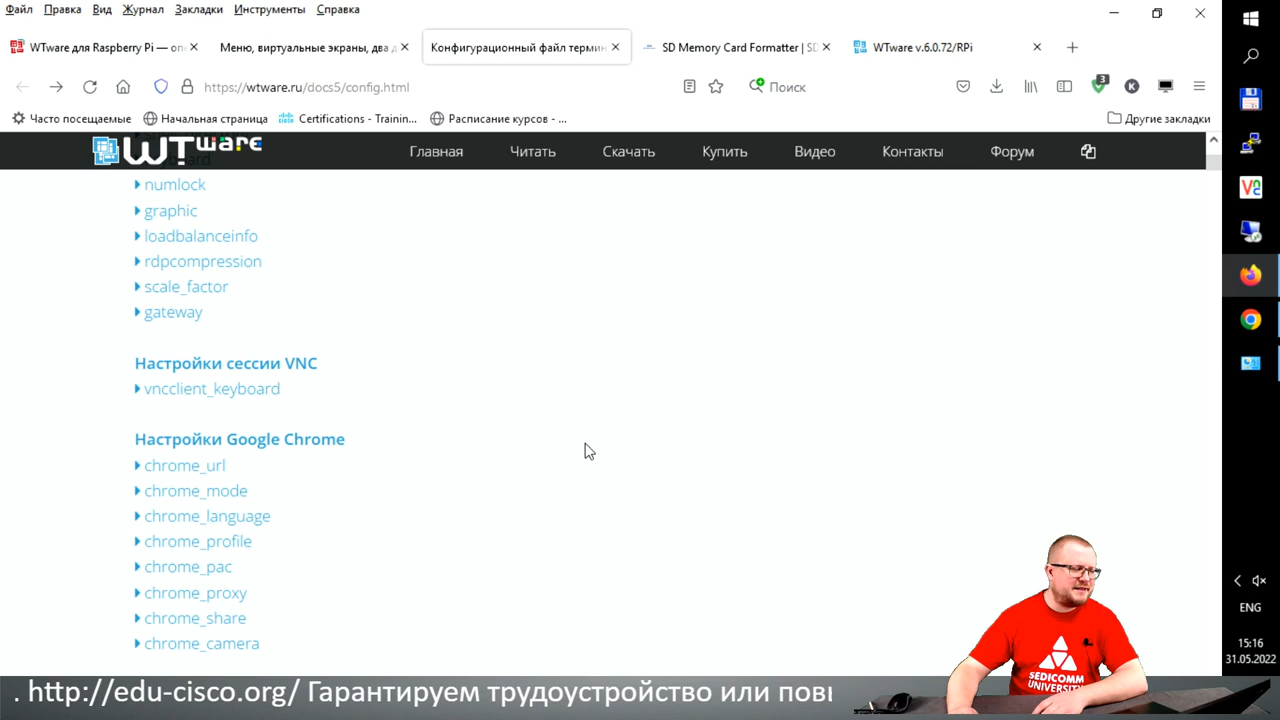 Файл Правка Вид Журнал Закладки Инструменты Справка
WTware для Raspberry Pi — оп
Меню, виртуальные экраны, два д
Конфигурационный файл термин
SD Memory Card Formatter | SD
WTware v.6.0.72/RPi
https://wtware.ru/docs5/config.html
Поиск
3
K
Часто посещаемые
Начальная страница
Certifications - Trainin...
Расписание курсов - ...
Другие закладки
WTware
Главная Читать Скачать Купить Видео Контакты Форум
numlock
graphic
loadbalanceinfo
rdpcompression
scale_factor
gateway
Настройки сессии VNC
vncclient_keyboard
Настройки Google Chrome
chrome_url
chrome_mode
chrome_language
chrome_profile
chrome_pac
chrome_proxy
chrome_share
chrome_camera
ENG
15:16
31.05.2022
SEDICOMM
UNIVERSITY
. http://edu-cisco.org/ Гарантируем трудоустройство или повы